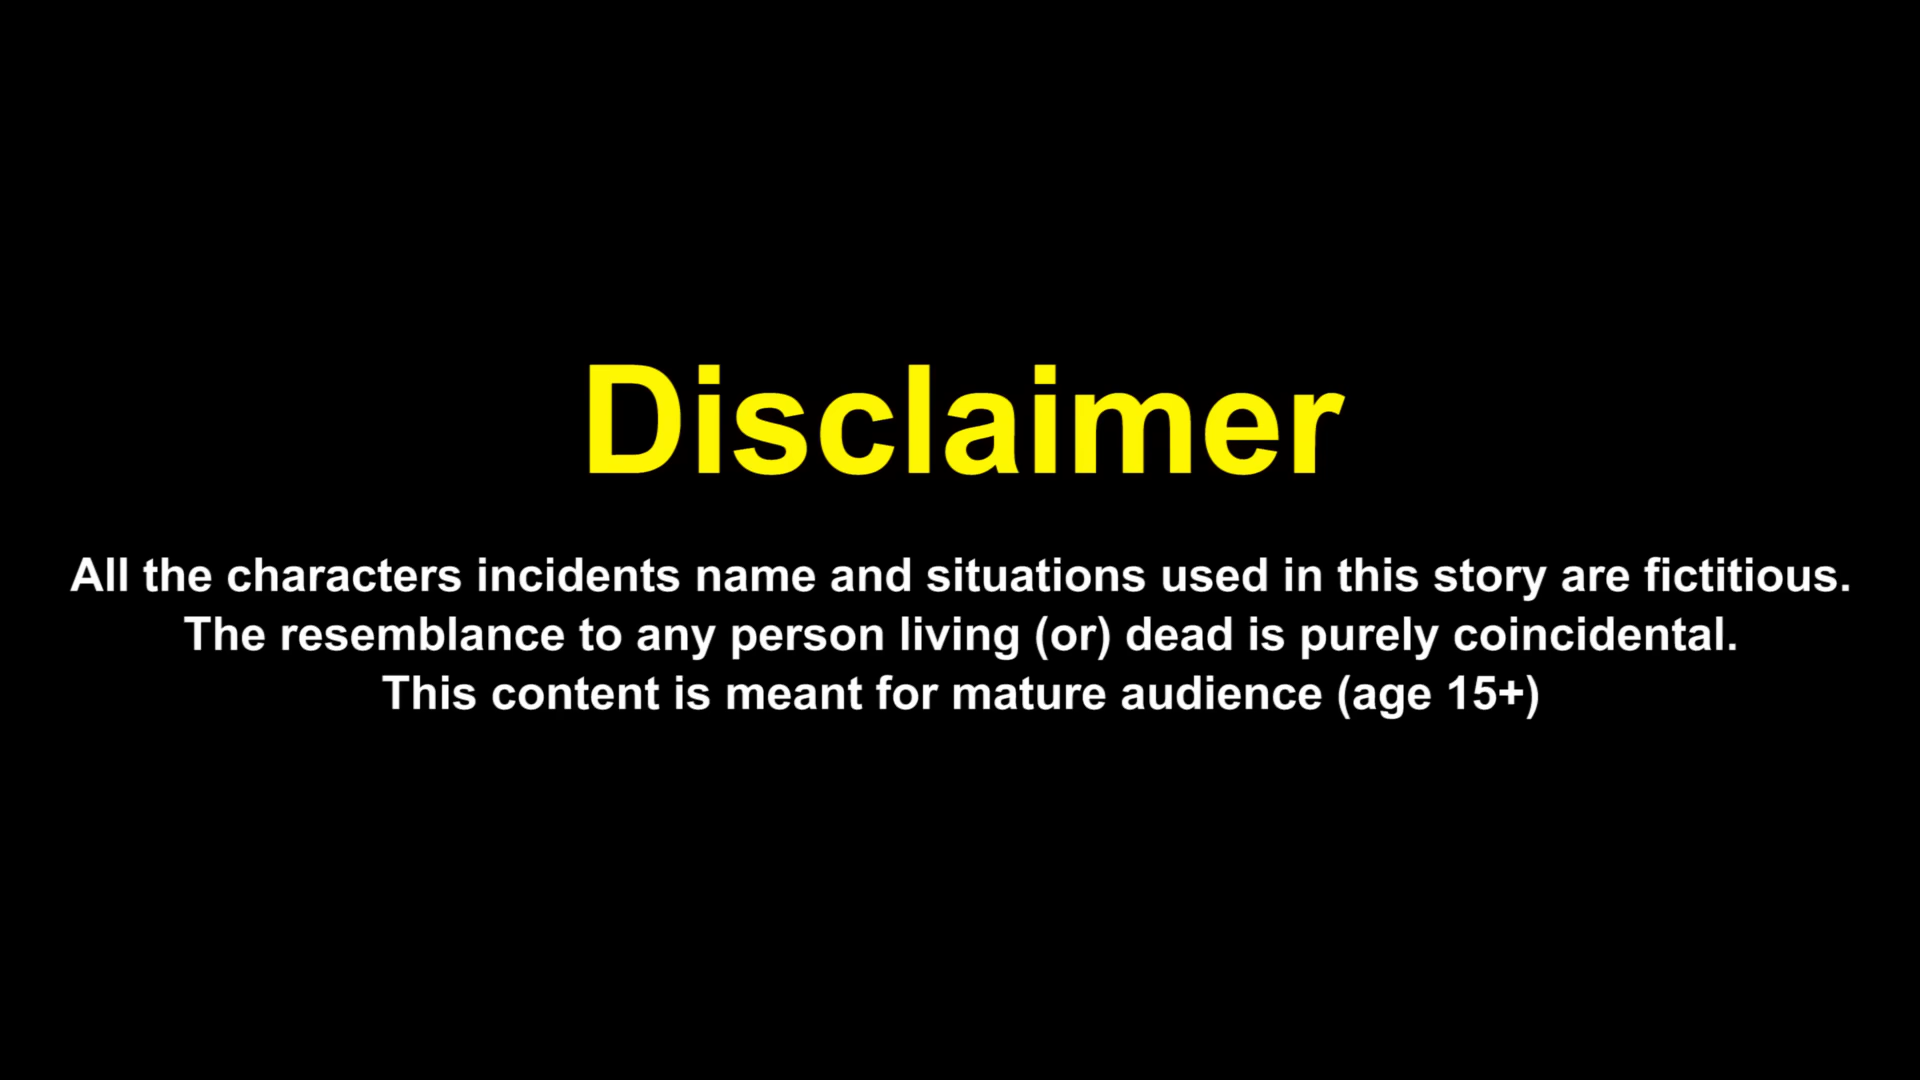 Disclaimer
All the characters incidents name and situations used in this story are fictitious.
The resemblance to any person living (or) dead is purely coincidental.
This content is meant for mature audience (age 15+)